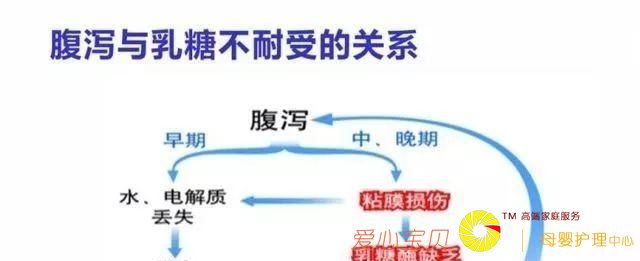 腹泻与乳糖不耐受的关系
腹泻
早期
中、晚期
水、电解质
丢失
粘膜损伤
乳糖酶缺乏
爱心宝贝
TM 高端家庭服务
母婴护理中心